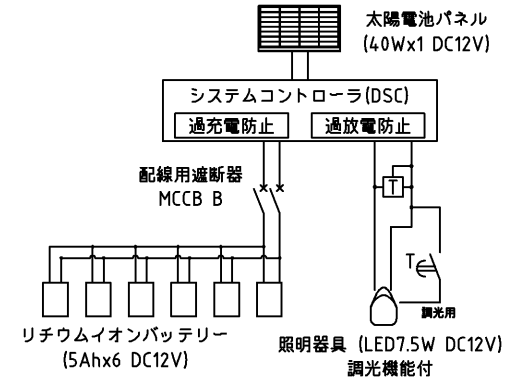 太陽電池パネル
(40Wx1 DC12V)
システムコントローラ(DSC)
過充電防止
過放電防止
配線用遮断器
MCCB B
T
T
調光用
リチウムイオンバッテリー
(5Ahx6 DC12V)
照明器具 (LED7.5W DC12V)
調光機能付